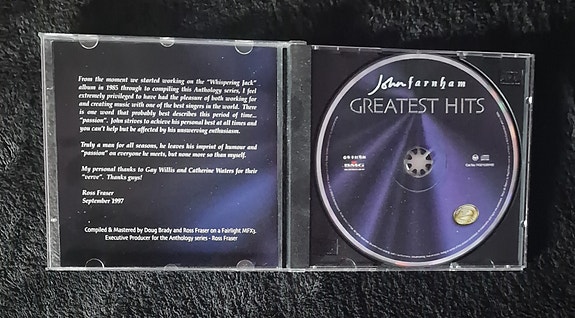 From the moment we started working on the "Whispering Jack"
album in 1985 through to compiling this Anthology series, I feel
extremely privileged to have had the pleasure of both working for
and creating music with one of the best singers in the world. There
is one word that probably best describes this period of time...
"passion". John strives to achieve his personal best at all times and
you can't help but be affected by his unswerving enthusiasm.
Truly a man for all seasons, he leaves his imprint of humour and
"passion" on everyone he meets, but none more so than myself.
My personal thanks to Gay Willis and Catherine Waters for their
"verve". Thanks guys!
Ross Fraser
September 1997
Compiled & Mastered by Doug Brady and Ross Fraser on a Fairlight MFX3.
Executive Producer for the Anthology series - Ross Fraser
John Farnham
GREATEST HITS
BMG